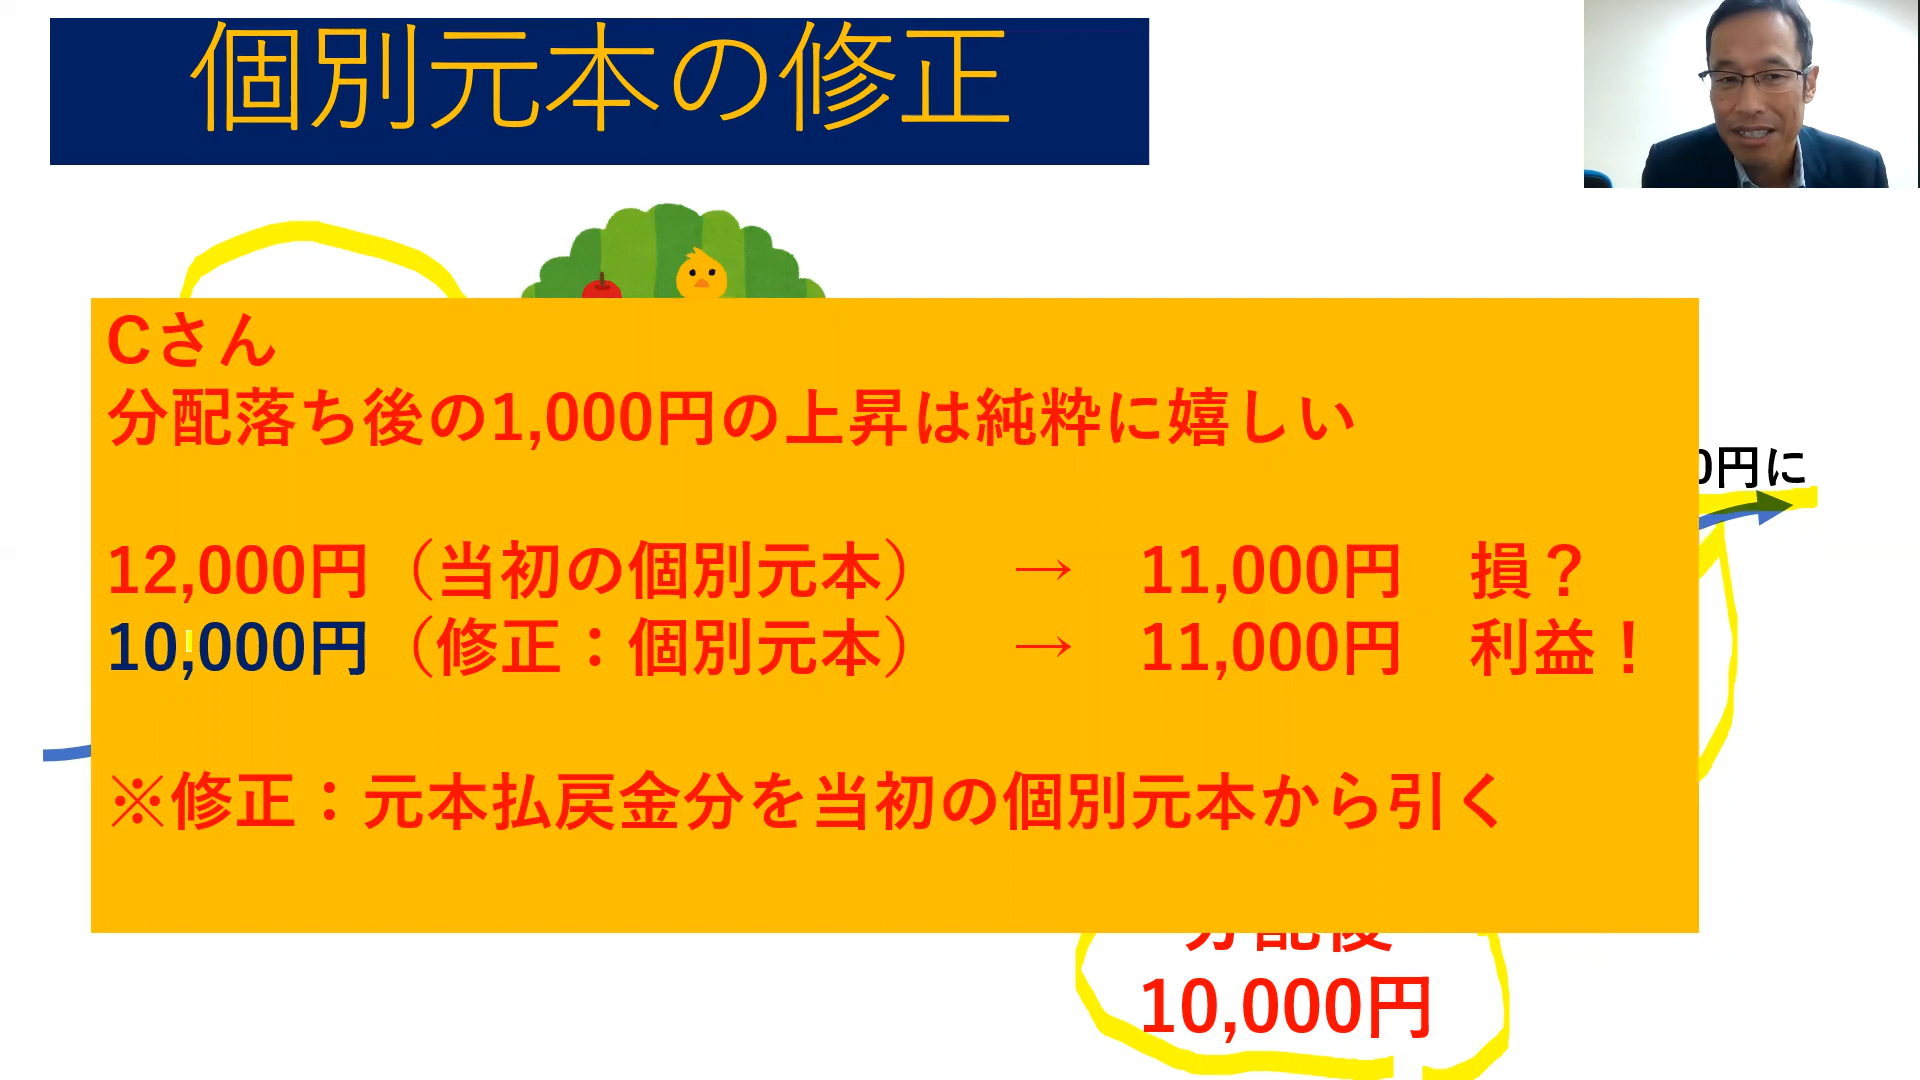 個別元本の修正
Cさん
分配落ち後の1,000円の上昇は純粋に嬉しい
0円に
12,000円（当初の個別元本）　→　11,000円　損？
10,000円（修正：個別元本）　→　11,000円　利益！
※修正：元本払戻金分を当初の個別元本から引く
分配後
10,000円